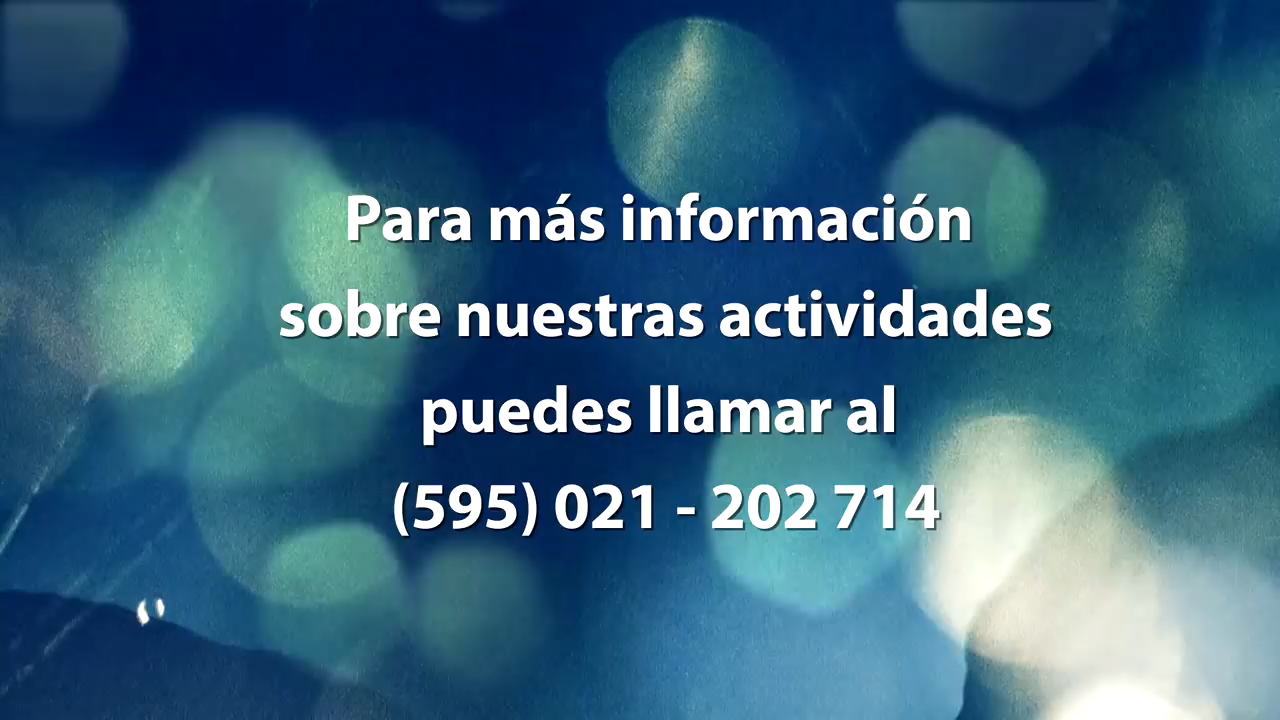 Para más información
sobre nuestras actividades
puedes llamar al
(595) 021 - 202 714